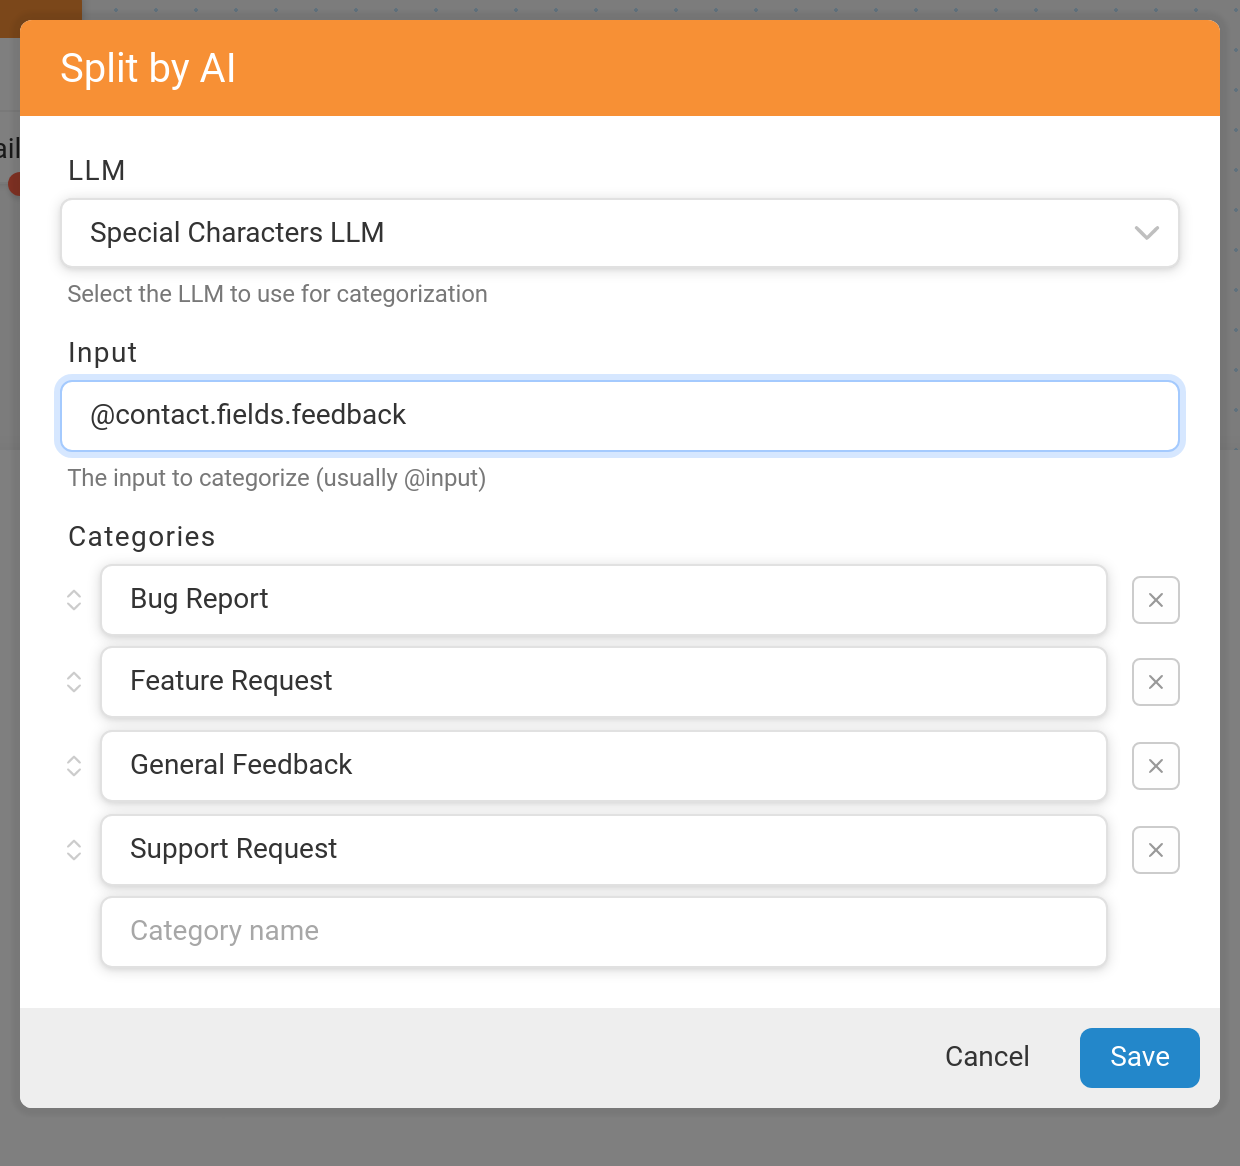 Split by AI
ail
LLM
Special Characters LLM
Select the LLM to use for categorization
Input
@contact.fields.feedback
The input to categorize (usually @input)
Categories
Bug Report
Feature Request
General Feedback
Support Request
Category name
Cancel
Save